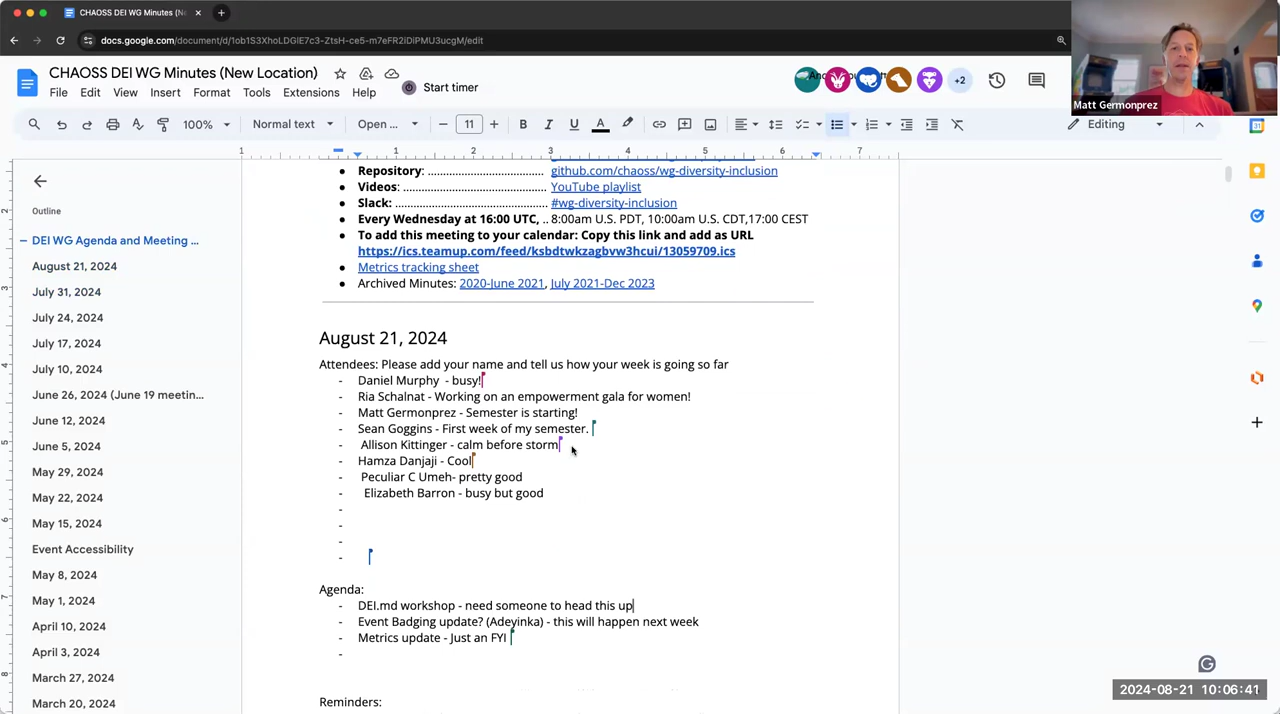 CHAOSS DEI WG Minutes (Ne
docs.google.com/document/d/1ob1S3XhoLDGlE7c3-ZtsH-ce5-m7eFR2iDiPMU3ucgM/edit
CHAOSS DEI WG Minutes (New Location)
File Edit View Insert Format Tools Extensions Help Start timer
+2
Matt Germonprez
100% Normal text Open ... 11 B I U A Editing
1 1 2 3 4 5 6 7
Repository: github.com/chaoss/wg-diversity-inclusion
Videos: YouTube playlist
Slack: #wg-diversity-inclusion
Every Wednesday at 16:00 UTC, .. 8:00am U.S. PDT, 10:00am U.S. CDT,17:00 CEST
To add this meeting to your calendar: Copy this link and add as URL
https://ics.teamup.com/feed/ksbdtwkzagbvw3hcui/13059709.ics
Metrics tracking sheet
Archived Minutes: 2020-June 2021, July 2021-Dec 2023
Outline
DEI WG Agenda and Meeting ...
August 21, 2024
July 31, 2024
July 24, 2024
July 17, 2024
July 10, 2024
June 26, 2024 (June 19 meetin...
June 12, 2024
June 5, 2024
May 29, 2024
May 22, 2024
May 15, 2024
Event Accessibility
May 8, 2024
May 1, 2024
April 10, 2024
April 3, 2024
March 27, 2024
March 20, 2024
August 21, 2024
Attendees: Please add your name and tell us how your week is going so far
- Daniel Murphy - busy!
- Ria Schalnat - Working on an empowerment gala for women!
- Matt Germonprez - Semester is starting!
- Sean Goggins - First week of my semester.
- Allison Kittinger - calm before storm
- Hamza Danjaji - Cool
- Peculiar C Umeh- pretty good
- Elizabeth Barron - busy but good
-
-
-
-
Agenda:
- DEI.md workshop - need someone to head this up
- Event Badging update? (Adeyinka) - this will happen next week
- Metrics update - Just an FYI
-
Reminders:
2024-08-21 10:06:41